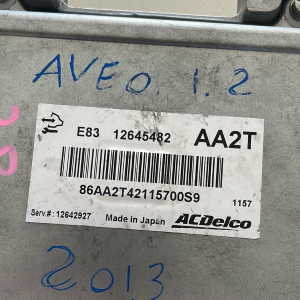 AVEO 1.2
E83 12645482 AA2T
86AA2T42115700S9
1157
Serv.#: 12642927 Made in Japan ACDelco
2013